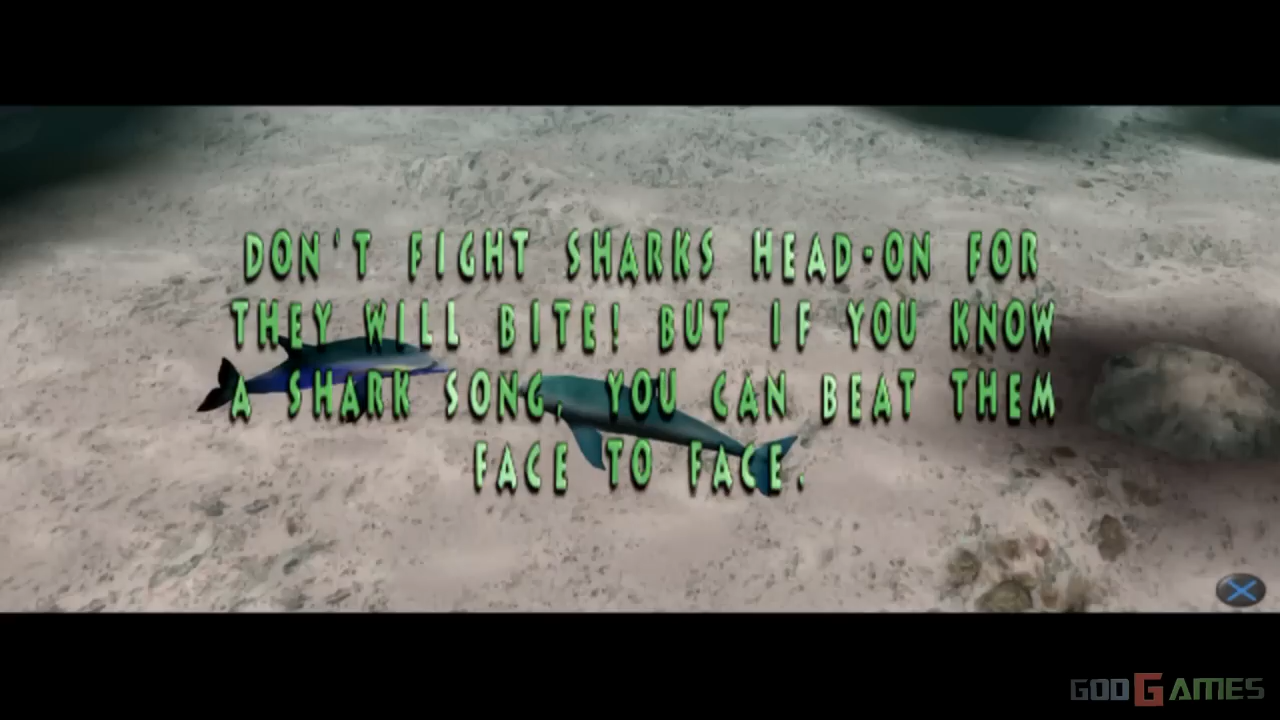 DON'T FIGHT SHARKS HEAD-ON FOR
THEY WILL BITE! BUT IF YOU KNOW
A SHARK SONG, YOU CAN BEAT THEM
FACE TO FACE.
GODGAMES